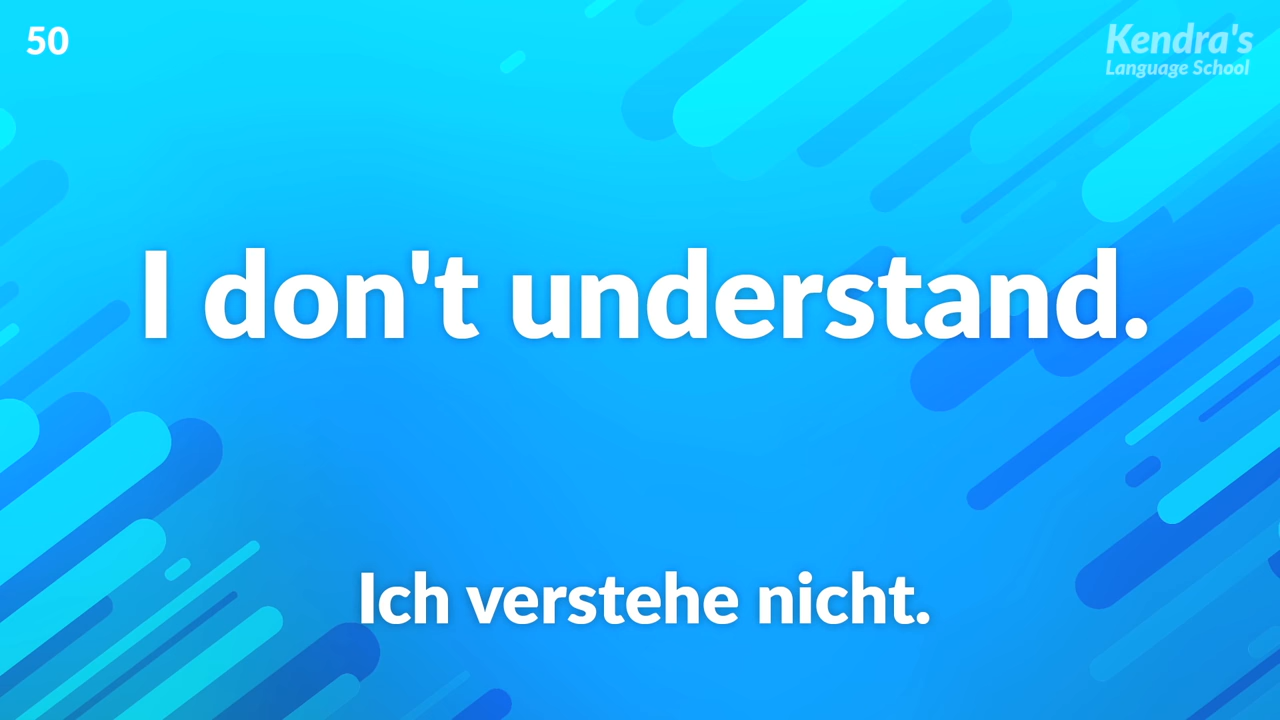 50
Kendra's
Language School
I don't understand.
Ich verstehe nicht.